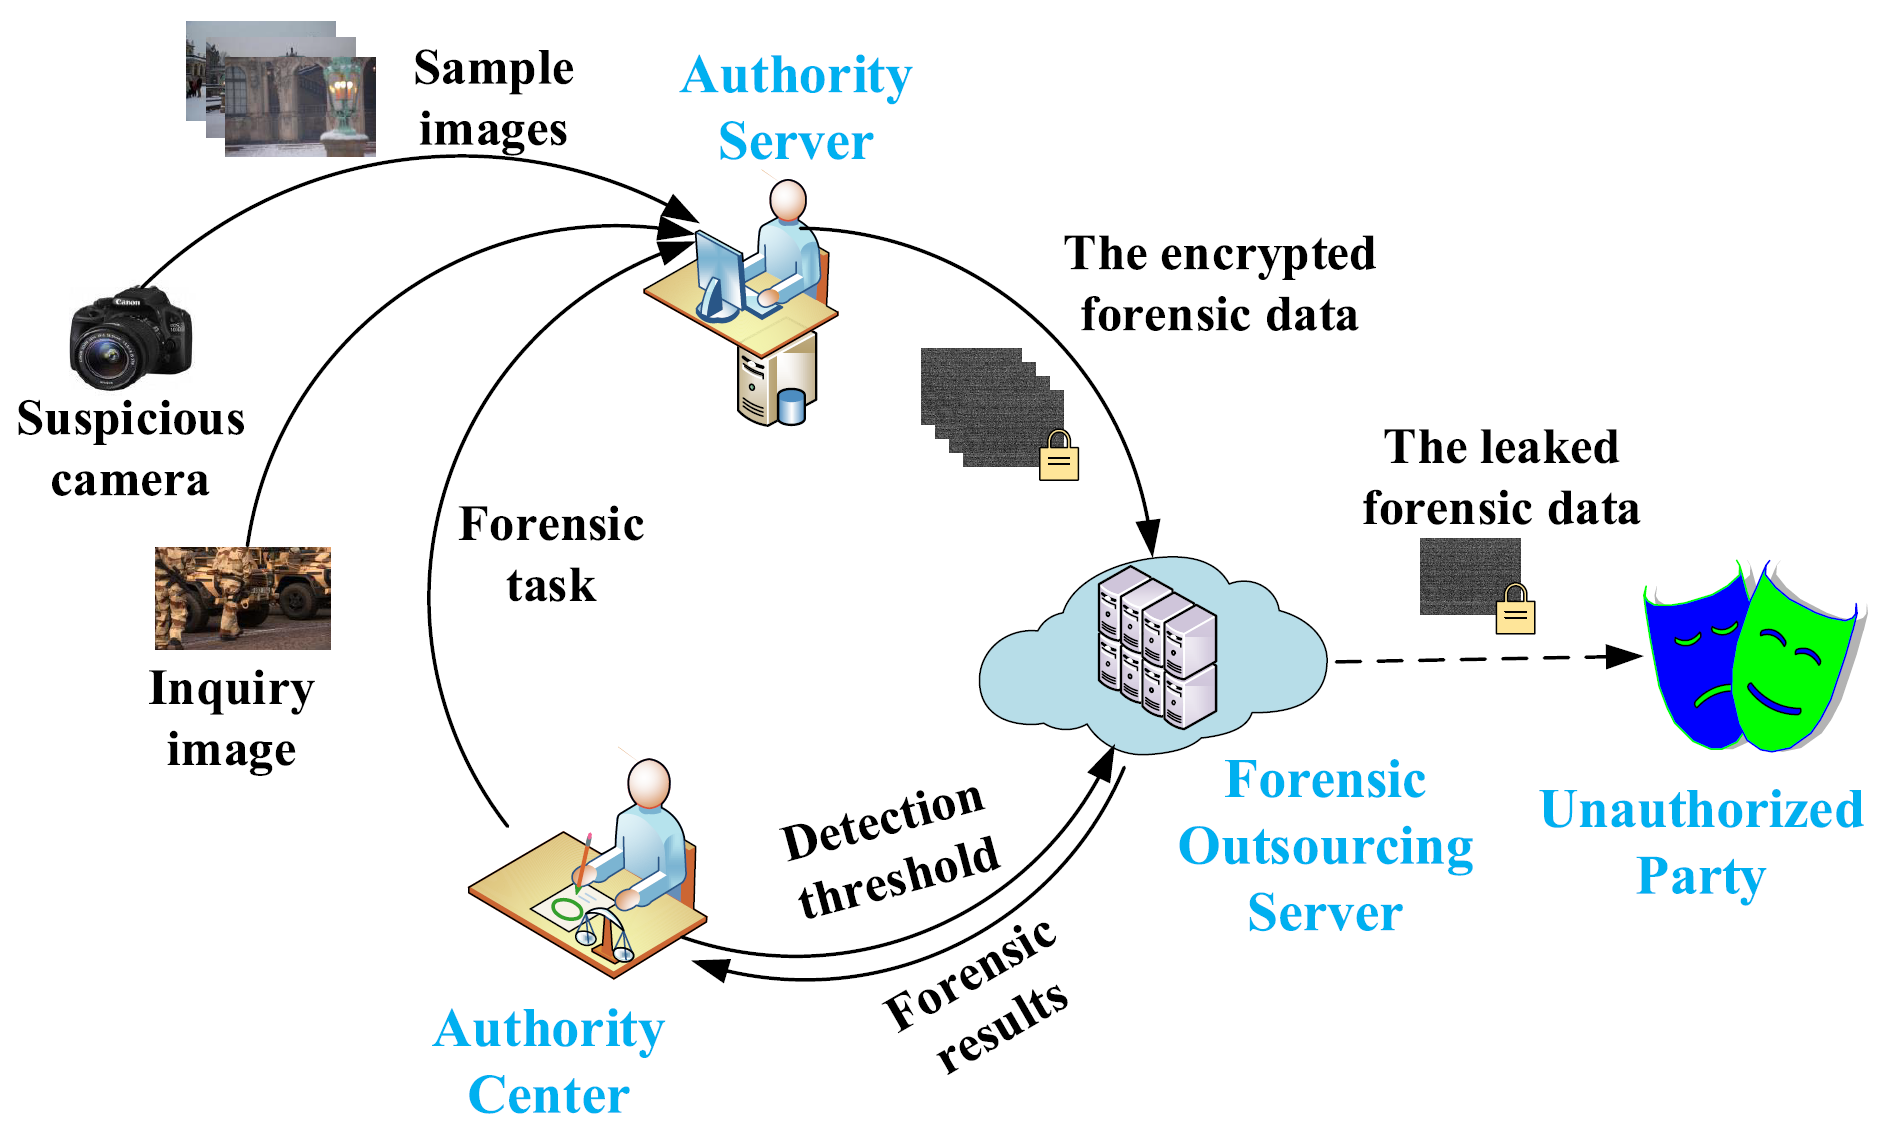 Sample
images
Authority
Server
The encrypted
forensic data
Canon
Suspicious
camera
The leaked
forensic data
Forensic
task
Inquiry
image
Detection
threshold
Forensic
Outsourcing
Server
Unauthorized
Party
Forensic
results
Authority
Center